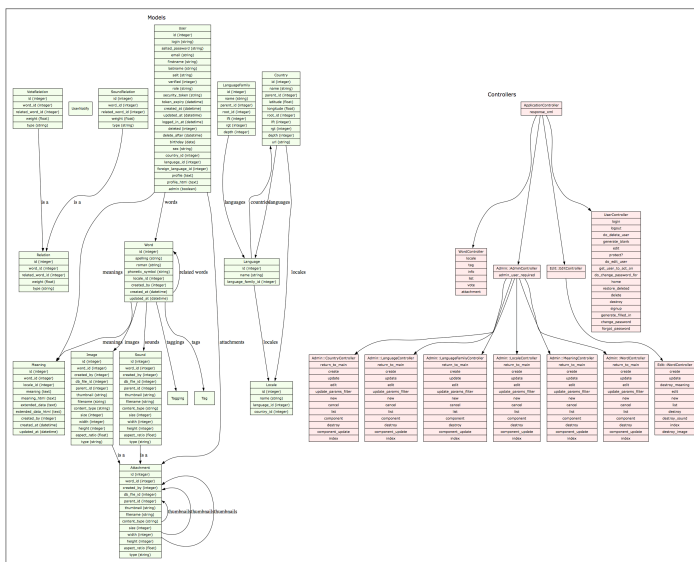 Models
User
id (integer)
login (string)
salted_password (string)
email (string)
firstname (string)
lastname (string)
salt (string)
verified (integer)
role (string)
security_token (string)
token_expiry (datetime)
created_at (datetime)
updated_at (datetime)
logged_in_at (datetime)
deleted (integer)
delete_after (datetime)
birthday (date)
sex (string)
country_id (integer)
language_id (integer)
foreign_language_id (integer)
profile (text)
profile_html (text)
admin (boolean)
VoteRelation
id (integer)
word_id (integer)
related_word_id (integer)
weight (float)
type (string)
UserNotify
SoundRelation
id (integer)
word_id (integer)
related_word_id (integer)
weight (float)
type (string)
LanguageFamily
id (integer)
name (string)
parent_id (integer)
root_id (integer)
lft (integer)
rgt (integer)
depth (integer)
Country
id (integer)
name (string)
parent_id (integer)
latitude (float)
longitude (float)
root_id (integer)
lft (integer)
rgt (integer)
depth (integer)
url (string)
is a
is a
words
languages
countries
languages
Relation
id (integer)
word_id (integer)
related_word_id (integer)
weight (float)
type (string)
Word
id (integer)
spelling (string)
roman (string)
phonetic_symbol (string)
locale_id (integer)
created_by (integer)
created_at (datetime)
updated_at (datetime)
related words
Language
id (integer)
name (string)
language_family_id (integer)
meanings
locales
meanings
images
sounds
taggings
tags
attachments
locales
Meaning
id (integer)
word_id (integer)
locale_id (integer)
meaning (text)
meaning_html (text)
extended_data (text)
extended_data_html (text)
created_by (integer)
created_at (datetime)
updated_at (datetime)
Image
id (integer)
word_id (integer)
created_by (integer)
db_file_id (integer)
parent_id (integer)
thumbnail (string)
filename (string)
content_type (string)
size (integer)
width (integer)
height (integer)
aspect_ratio (float)
type (string)
Sound
id (integer)
word_id (integer)
created_by (integer)
db_file_id (integer)
parent_id (integer)
thumbnail (string)
filename (string)
content_type (string)
size (integer)
width (integer)
height (integer)
aspect_ratio (float)
type (string)
Tagging
Tag
Locale
id (integer)
name (string)
language_id (integer)
country_id (integer)
is a
is a
Attachment
id (integer)
word_id (integer)
created_by (integer)
db_file_id (integer)
parent_id (integer)
thumbnail (string)
filename (string)
content_type (string)
size (integer)
width (integer)
height (integer)
aspect_ratio (float)
type (string)
thumbnails
thumbnails
thumbnails
Controllers
ApplicationController
response_xml
WordController
locale
tag
info
list
vote
attachment
Admin::AdminController
admin_user_required
Edit::EditController
UserController
login
logout
do_delete_user
generate_blank
edit
protect?
do_edit_user
get_user_to_act_on
do_change_password_for
home
restore_deleted
delete
destroy
signup
generate_filled_in
change_password
forgot_password
Admin::CountryController
return_to_main
create
update
edit
update_params_filter
new
cancel
list
component
destroy
component_update
index
Admin::LanguageController
return_to_main
create
update
edit
update_params_filter
new
cancel
list
component
destroy
component_update
index
Admin::LanguageFamilyController
return_to_main
create
update
edit
update_params_filter
new
cancel
list
component
destroy
component_update
index
Admin::LocaleController
return_to_main
create
update
edit
update_params_filter
new
cancel
list
component
destroy
component_update
index
Admin::MeaningController
return_to_main
create
update
edit
update_params_filter
new
cancel
list
component
destroy
component_update
index
Admin::WordController
return_to_main
create
update
edit
update_params_filter
new
cancel
list
component
destroy
component_update
index
Edit::WordController
create
update
destroy_meaning
edit
new
list
destroy
destroy_sound
index
destroy_image